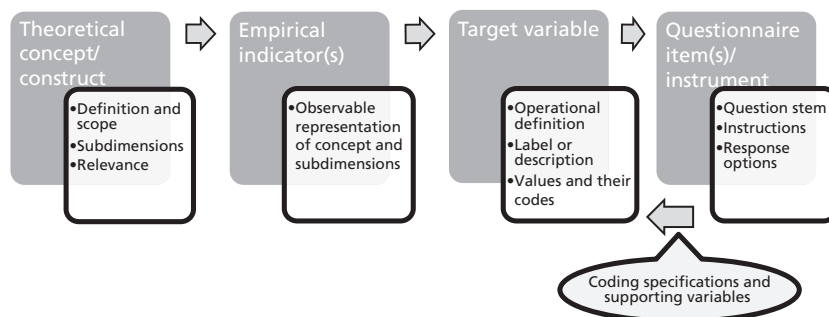 Theoretical
concept/
construct
•Definition and
scope
•Subdimensions
•Relevance
Empirical
indicator(s)
•Observable
representation
of concept and
subdimensions
Target variable
•Operational
definition
•Label or
description
•Values and their
codes
Questionnaire
item(s)/
instrument
•Question stem
•Instructions
•Response
options
Coding specifications and
supporting variables